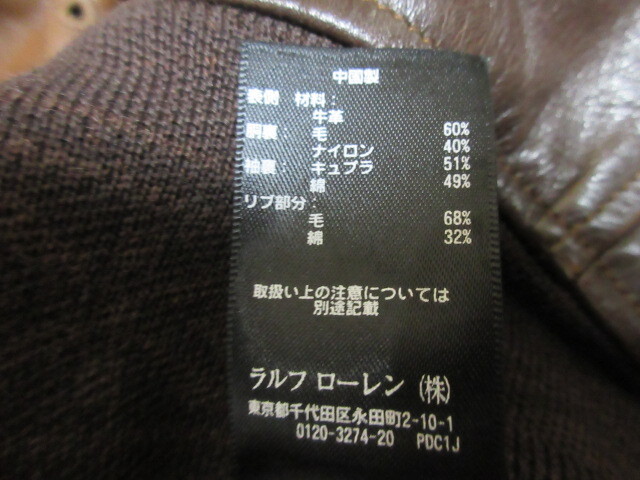 中国製
表側 材料:
牛革
胴裏: 毛 60%
ナイロン 40%
袖裏: キュプラ 51%
綿 49%
リブ部分:
毛 68%
綿 32%
取扱い上の注意については
別途記載
ラルフ ローレン (株)
東京都千代田区永田町2-10-1
0120-3274-20 PDC1J